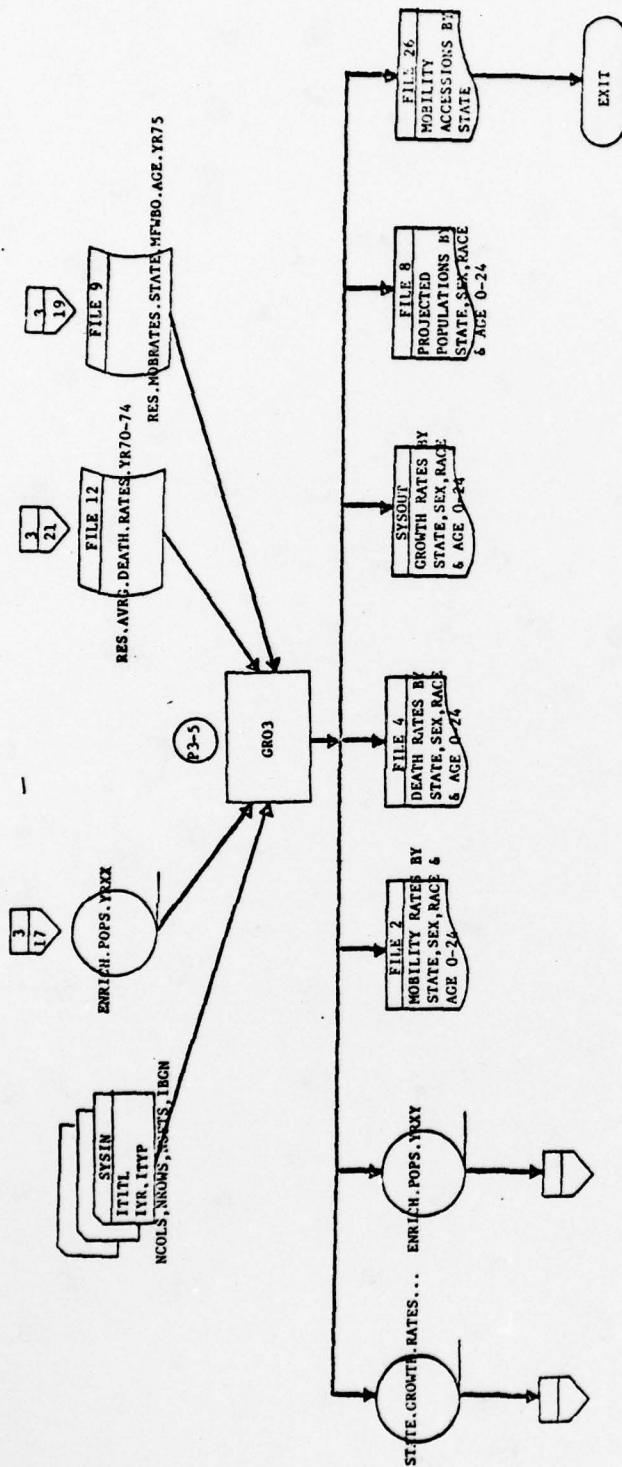 3
17
3
21
3
19
SYSIN
ITITL
IYR,ITYP
NCOLS,NROWS,NSETS,IBGN
ENRICH.POPS.YRXX
FILE 12
RES.AVRG.DEATH.RATES.YR70-74
FILE 9
RES.MOBRATES.STATE.MFWBO.AGE.YR75
P3-5
GRO3
STATE.GROWTH.RATES...
ENRICH.POPS.YRXY
FILE 2
MOBILITY RATES BY
STATE,SEX,RACE &
AGE 0-24
FILE 4
DEATH RATES BY
STATE,SEX,RACE
& AGE 0-24
SYSOUT
GROWTH RATES BY
STATE,SEX,RACE
& AGE 0-24
FILE 8
PROJECTED
POPULATIONS BY
STATE,SEX,RACE
& AGE 0-24
FILE 26
MOBILITY
ACCESSIONS BY
STATE
EXIT